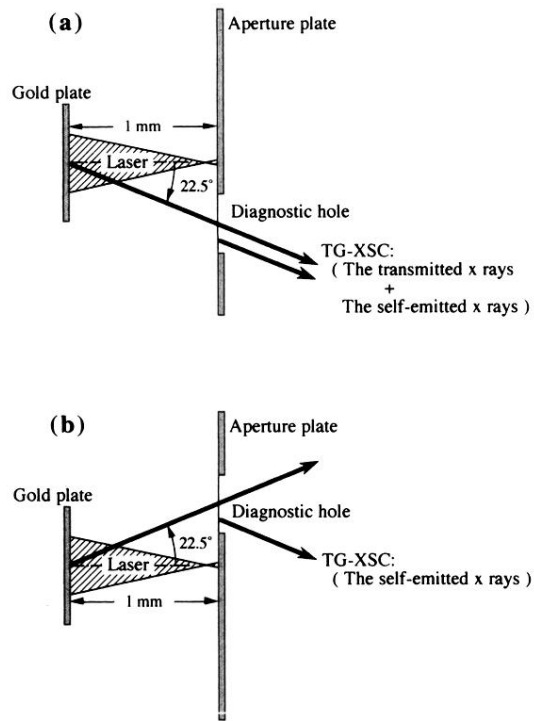 (a)
Aperture plate
Gold plate
1 mm
Laser
22.5°
Diagnostic hole
TG-XSC:
( The transmitted x rays
+
The self-emitted x rays )
(b)
Aperture plate
Gold plate
Diagnostic hole
22.5°
Laser
TG-XSC:
( The self-emitted x rays )
1 mm